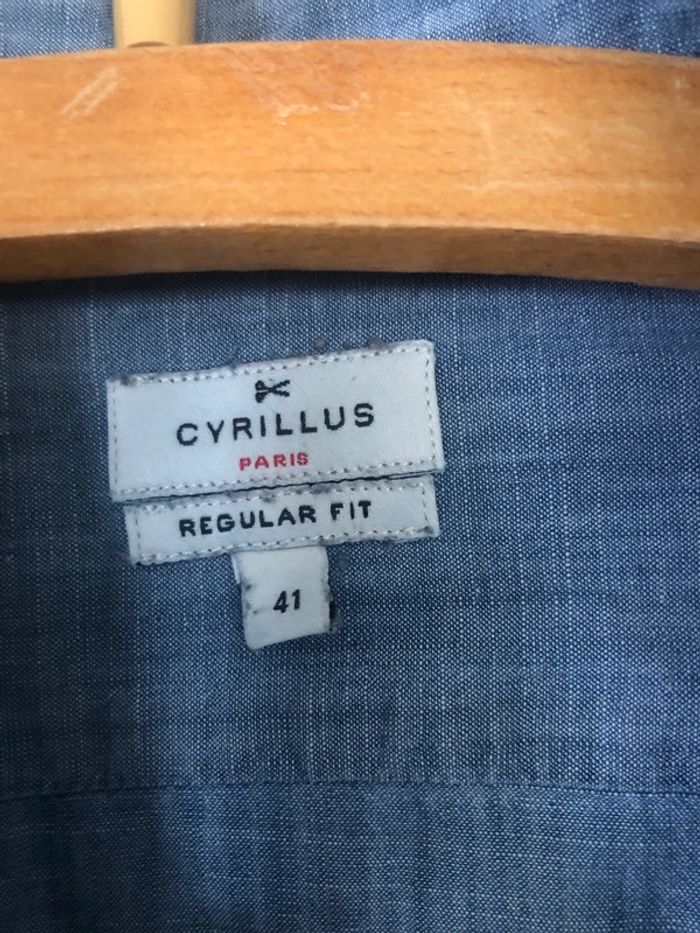 CYRILLUS
PARIS
REGULAR FIT
41